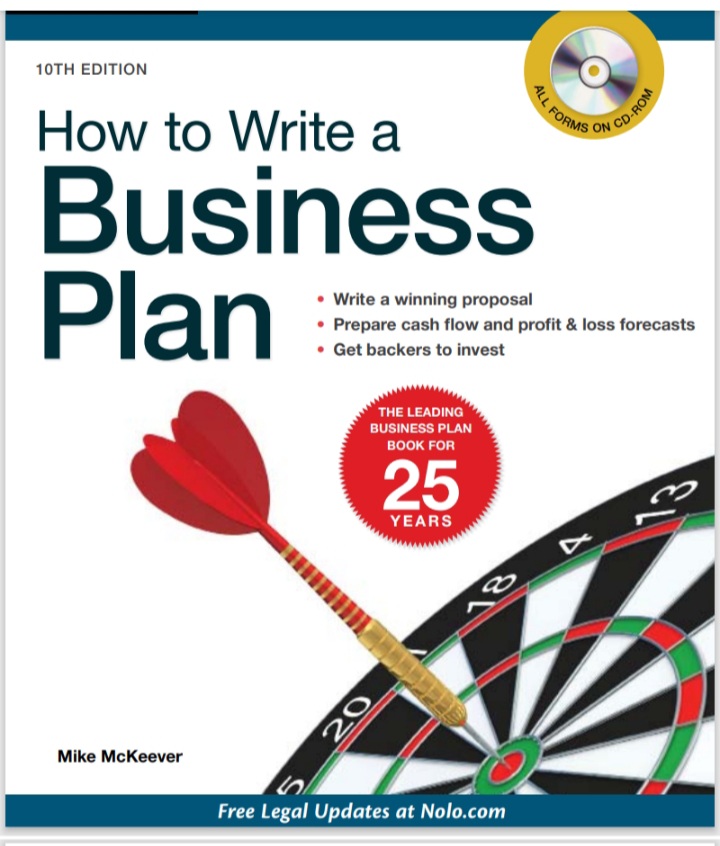 10TH EDITION
ALL FORMS ON CD-ROM
How to Write a
Business
Plan
• Write a winning proposal
• Prepare cash flow and profit & loss forecasts
• Get backers to invest
THE LEADING
BUSINESS PLAN
BOOK FOR
25
YEARS
13
4
18
1
20
5
Mike McKeever
Free Legal Updates at Nolo.com